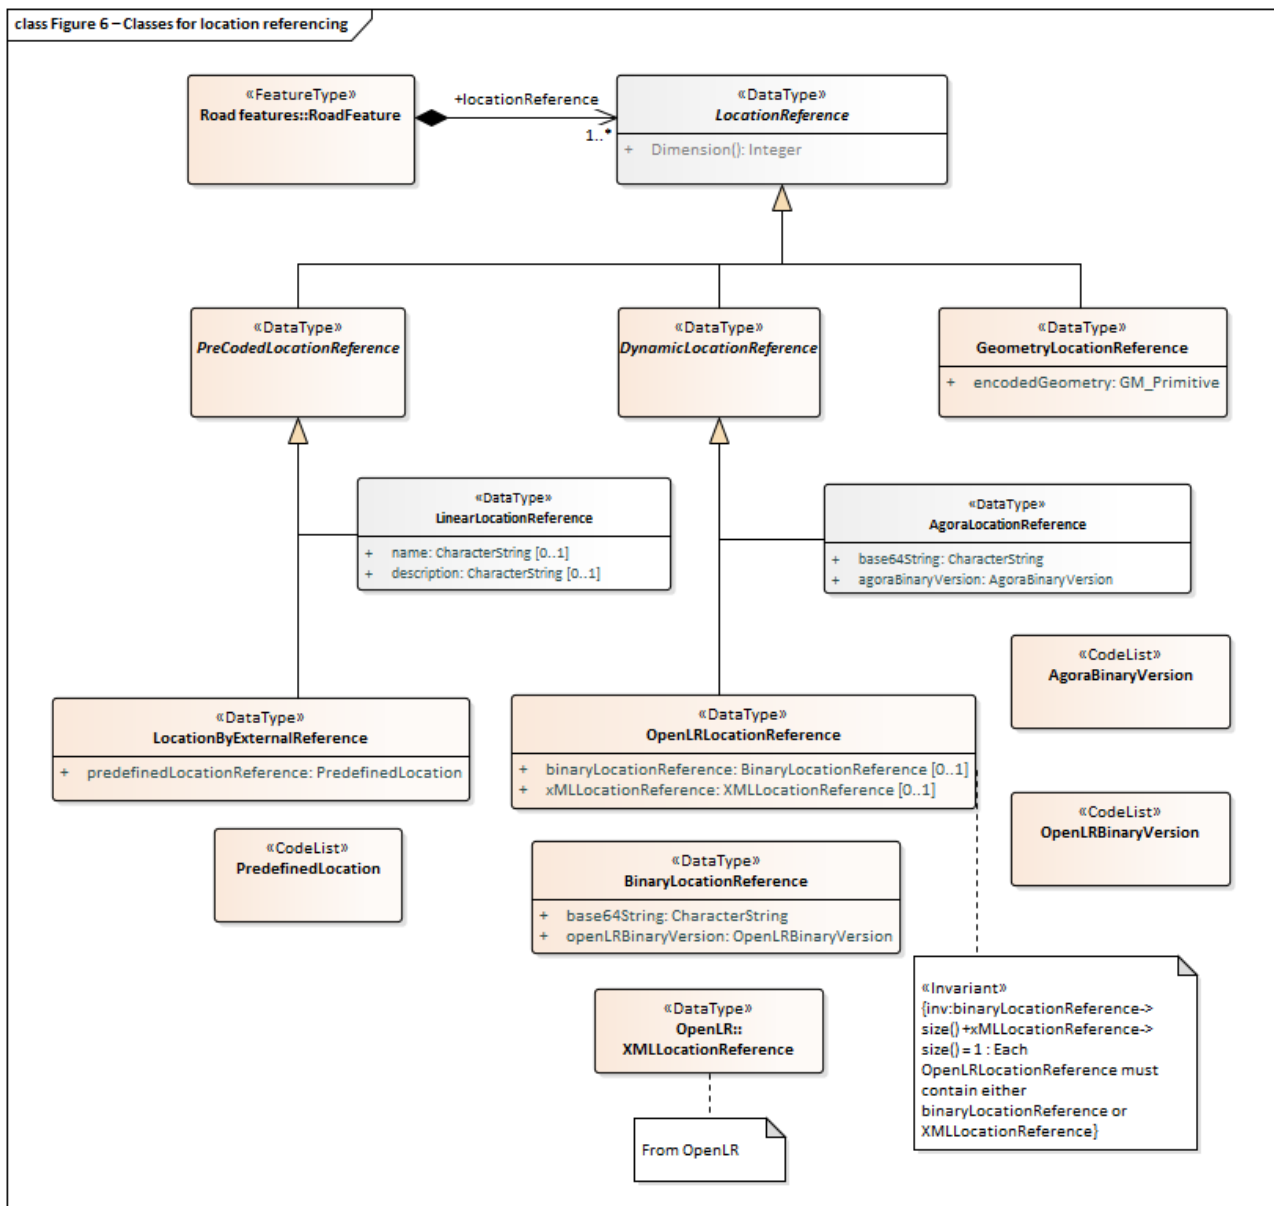 class Figure 6 – Classes for location referencing
«FeatureType»
Road features::RoadFeature
+locationReference
1..*
«DataType»
LocationReference
+ Dimension(): Integer
«DataType»
PreCodedLocationReference
«DataType»
DynamicLocationReference
«DataType»
GeometryLocationReference
+ encodedGeometry: GM_Primitive
«DataType»
LinearLocationReference
+ name: CharacterString [0..1]
+ description: CharacterString [0..1]
«DataType»
AgoraLocationReference
+ base64String: CharacterString
+ agoraBinaryVersion: AgoraBinaryVersion
«CodeList»
AgoraBinaryVersion
«DataType»
LocationByExternalReference
+ predefinedLocationReference: PredefinedLocation
«DataType»
OpenLRLocationReference
+ binaryLocationReference: BinaryLocationReference [0..1]
+ xMLLocationReference: XMLLocationReference [0..1]
«CodeList»
OpenLRBinaryVersion
«CodeList»
PredefinedLocation
«DataType»
BinaryLocationReference
+ base64String: CharacterString
+ openLRBinaryVersion: OpenLRBinaryVersion
«DataType»
OpenLR::
XMLLocationReference
From OpenLR
«Invariant»
{inv:binaryLocationReference->
size()+xMLLocationReference->
size() = 1 : Each
OpenLRLocationReference must
contain either
binaryLocationReference or
XMLLocationReference}